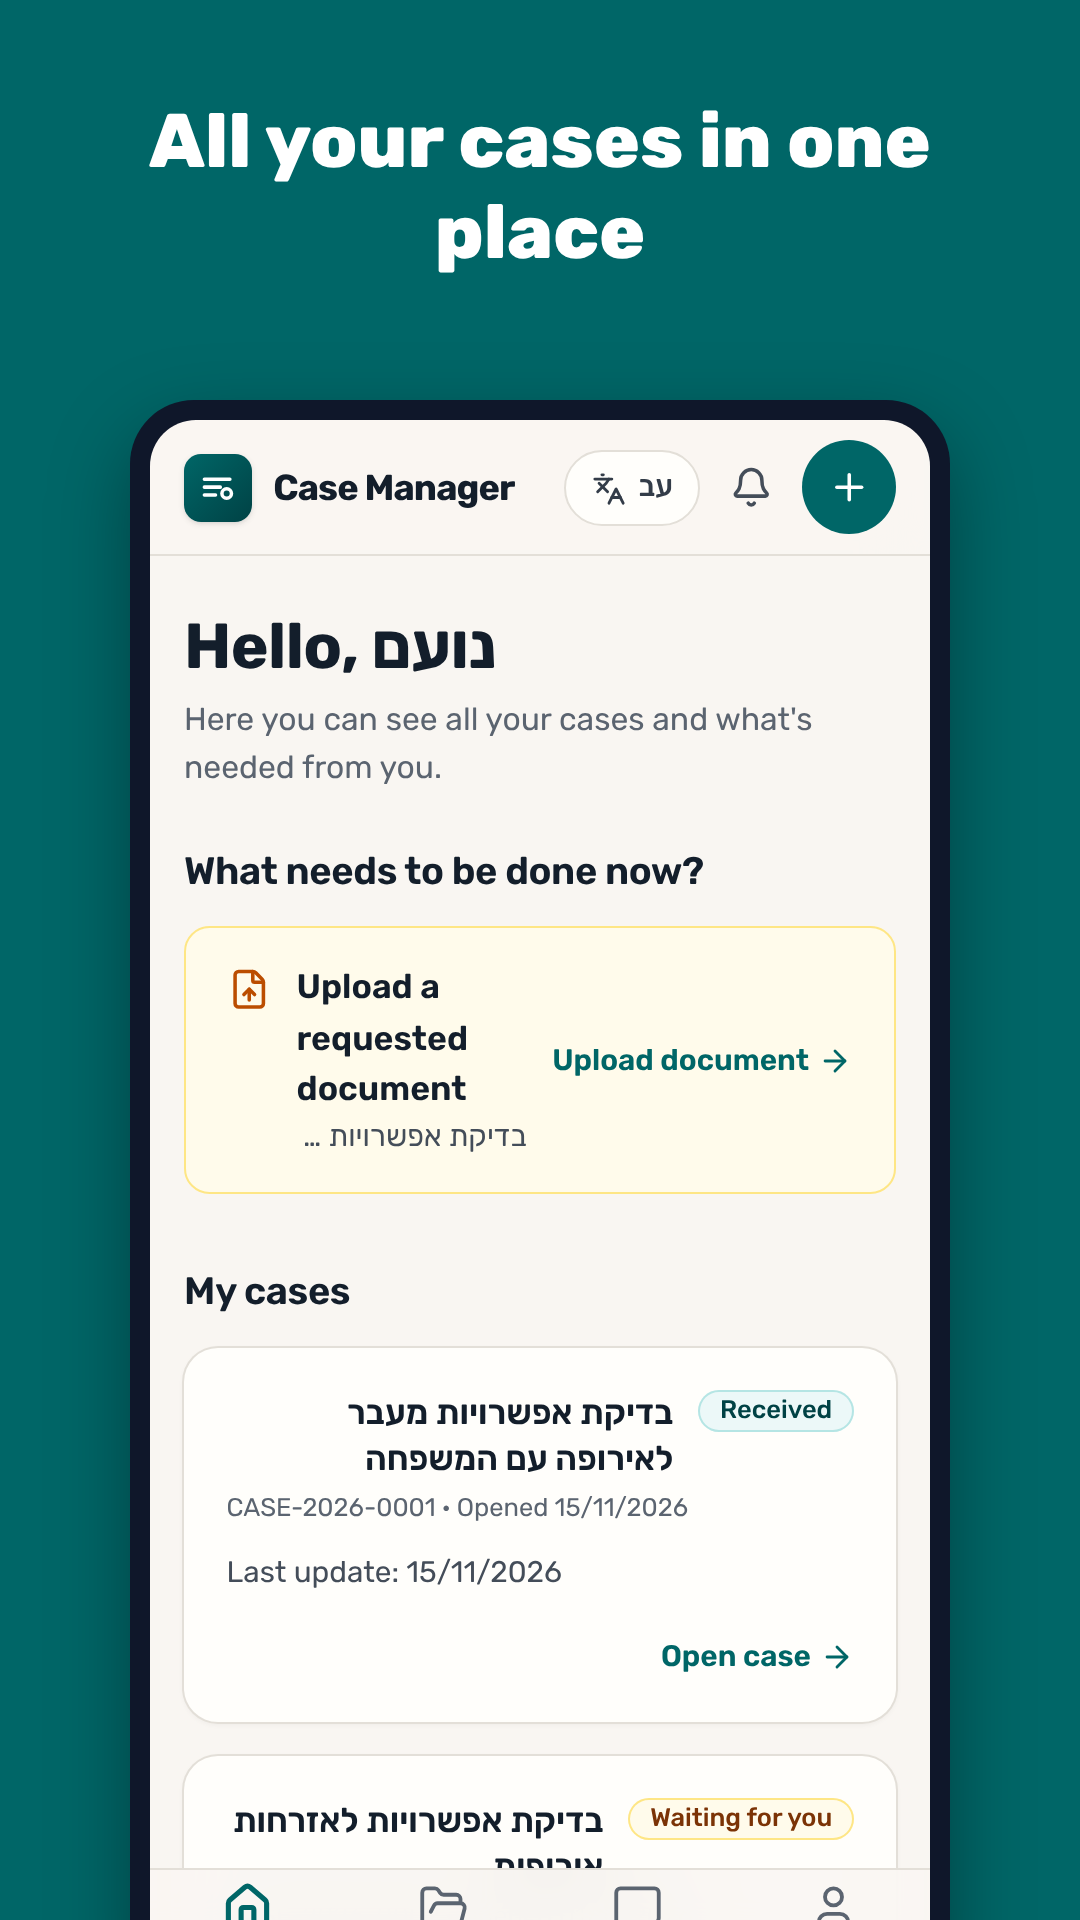 All your cases in one
place
Case Manager
עב
Hello, נועם
Here you can see all your cases and what's
needed from you.
What needs to be done now?
Upload a
requested
document
בדיקת אפשרויות ...
Upload document
My cases
בדיקת אפשרויות מעבר
לאירופה עם המשפחה
Received
CASE-2026-0001 • Opened 15/11/2026
Last update: 15/11/2026
Open case
בדיקת אפשרויות לאזרחות
אירופית
Waiting for you